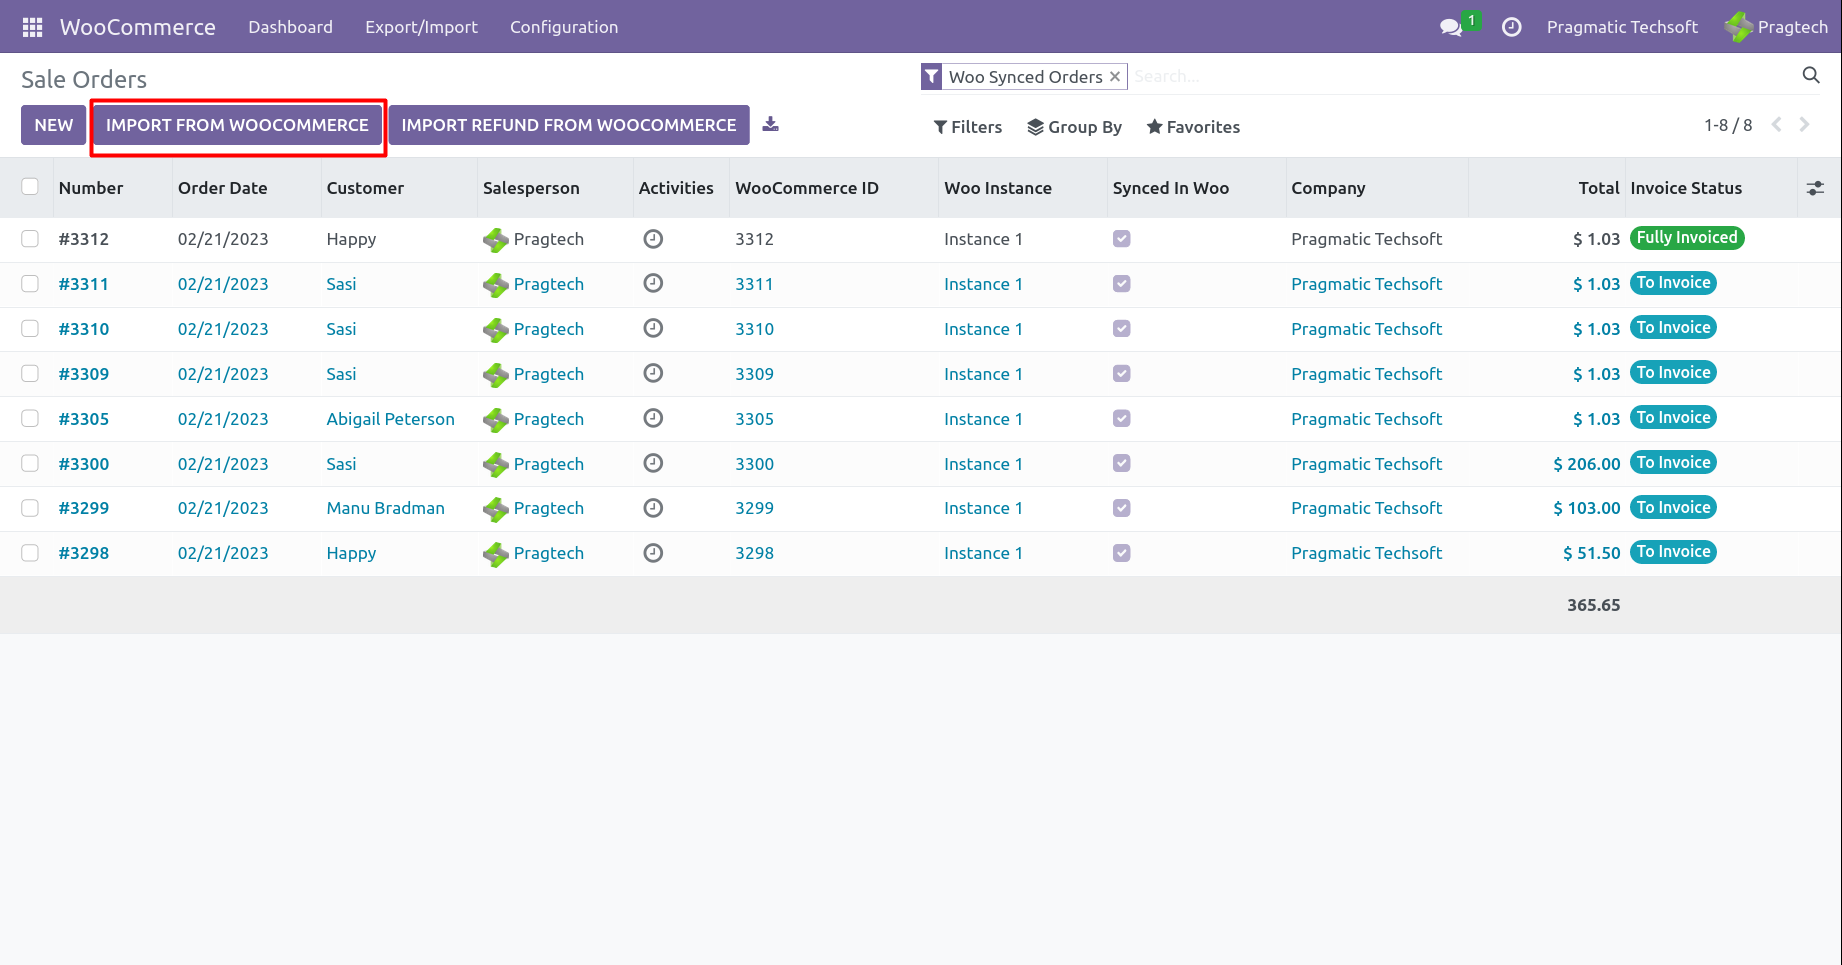 WooCommerce Dashboard Export/Import Configuration 1 Pragmatic Techsoft Pragtech
Sale Orders Woo Synced Orders × Search...
NEW IMPORT FROM WOOCOMMERCE IMPORT REFUND FROM WOOCOMMERCE Filters Group By Favorites 1-8 / 8
Number Order Date Customer Salesperson Activities WooCommerce ID Woo Instance Synced In Woo Company Total Invoice Status
#3312 02/21/2023 Happy Pragtech 3312 Instance 1 Pragmatic Techsoft $ 1.03 Fully Invoiced
#3311 02/21/2023 Sasi Pragtech 3311 Instance 1 Pragmatic Techsoft $ 1.03 To Invoice
#3310 02/21/2023 Sasi Pragtech 3310 Instance 1 Pragmatic Techsoft $ 1.03 To Invoice
#3309 02/21/2023 Sasi Pragtech 3309 Instance 1 Pragmatic Techsoft $ 1.03 To Invoice
#3305 02/21/2023 Abigail Peterson Pragtech 3305 Instance 1 Pragmatic Techsoft $ 1.03 To Invoice
#3300 02/21/2023 Sasi Pragtech 3300 Instance 1 Pragmatic Techsoft $ 206.00 To Invoice
#3299 02/21/2023 Manu Bradman Pragtech 3299 Instance 1 Pragmatic Techsoft $ 103.00 To Invoice
#3298 02/21/2023 Happy Pragtech 3298 Instance 1 Pragmatic Techsoft $ 51.50 To Invoice
365.65